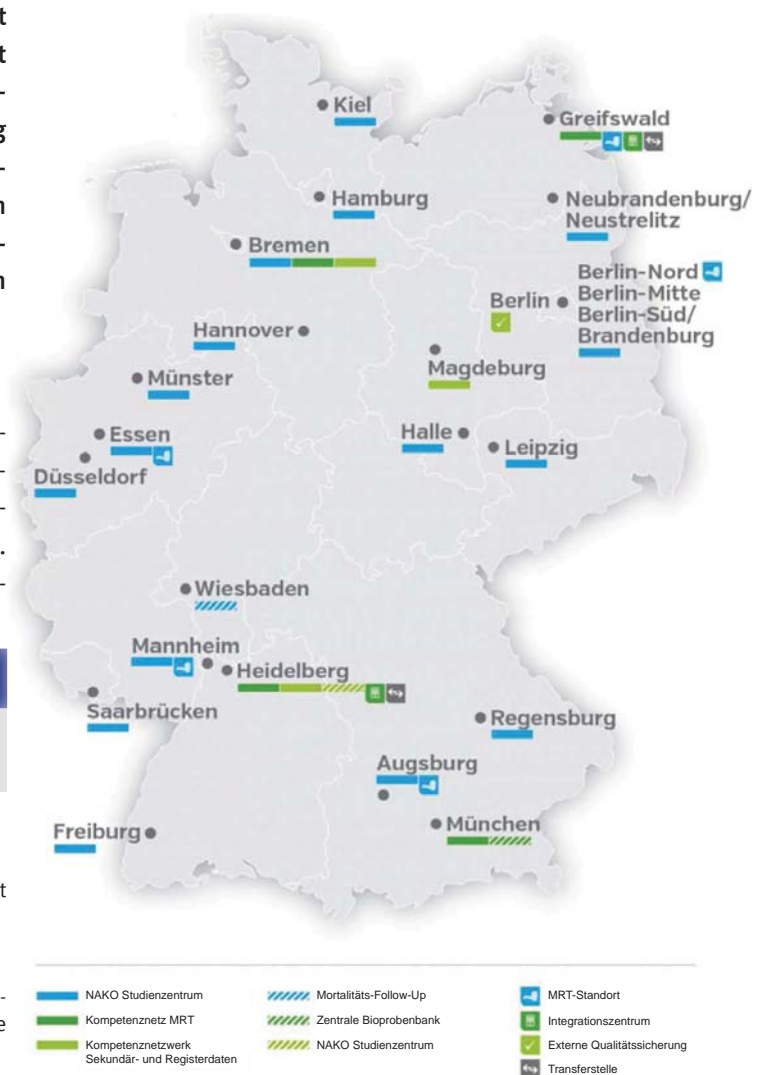 t
t
-
g
-
n
-
n
-
-
-
.
-
t
-
e
Kiel
Greifswald
Hamburg
Neubrandenburg/
Neustrelitz
Bremen
Berlin-Nord
Berlin-Mitte
Berlin-Süd/
Brandenburg
Berlin
Hannover
Magdeburg
Münster
Essen
Halle
Leipzig
Düsseldorf
Wiesbaden
Mannheim
Heidelberg
Saarbrücken
Regensburg
Augsburg
München
Freiburg
NAKO Studienzentrum
Kompetenznetz MRT
Kompetenznetzwerk
Sekundär- und Registerdaten
Mortalitäts-Follow-Up
Zentrale Bioprobenbank
NAKO Studienzentrum
MRT-Standort
Integrationszentrum
Externe Qualitätssicherung
Transferstelle